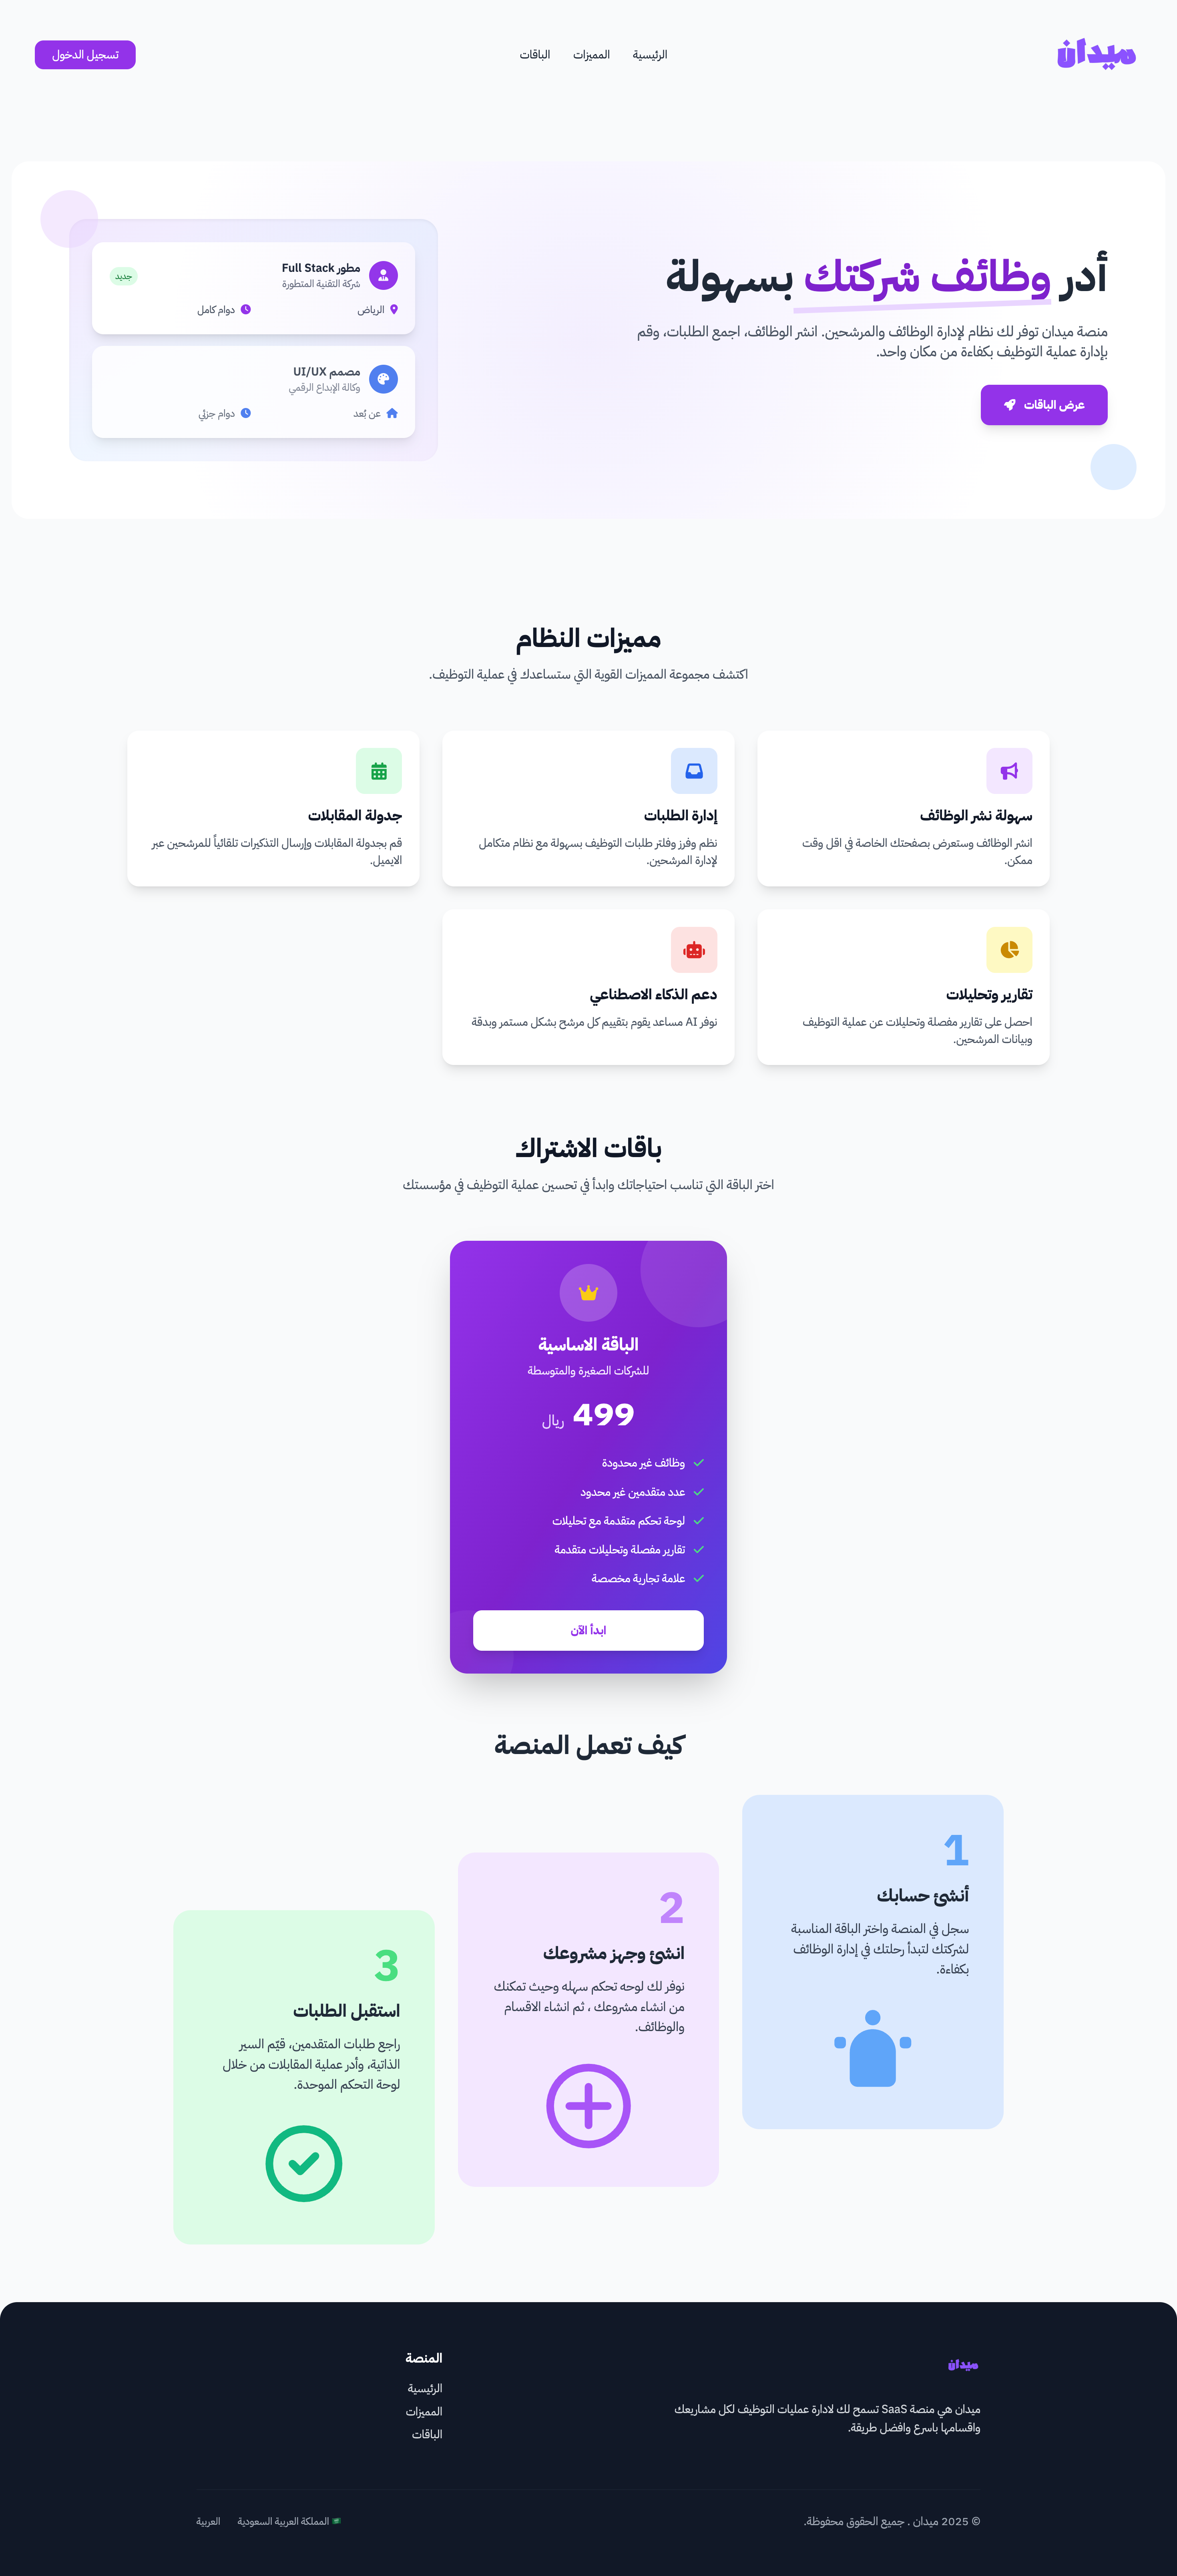 ميدان
الرئيسية
المميزات
الباقات
تسجيل الدخول
أدر وظائف شركتك بسهولة
منصة ميدان توفر لك نظام لإدارة الوظائف والمرشحين. انشر الوظائف، اجمع الطلبات، وقم
بإدارة عملية التوظيف بكفاءة من مكان واحد.
عرض الباقات
مطور Full Stack
شركة التقنية المتطورة
جديد
الرياض
دوام كامل
مصمم UI/UX
وكالة الإبداع الرقمي
عن بُعد
دوام جزئي
مميزات النظام
اكتشف مجموعة المميزات القوية التي ستساعدك في عملية التوظيف.
سهولة نشر الوظائف
انشر الوظائف وستعرض بصفحتك الخاصة في اقل وقت
ممكن.
إدارة الطلبات
نظم وفرز وفلتر طلبات التوظيف بسهولة مع نظام متكامل
لإدارة المرشحين.
جدولة المقابلات
قم بجدولة المقابلات وإرسال التذكيرات تلقائياً للمرشحين عبر
الايميل.
تقارير وتحليلات
احصل على تقارير مفصلة وتحليلات عن عملية التوظيف
وبيانات المرشحين.
دعم الذكاء الاصطناعي
نوفر AI مساعد يقوم بتقييم كل مرشح بشكل مستمر وبدقة
باقات الاشتراك
اختر الباقة التي تناسب احتياجاتك وابدأ في تحسين عملية التوظيف في مؤسستك
الباقة الاساسية
للشركات الصغيرة والمتوسطة
499 ريال
وظائف غير محدودة
عدد متقدمين غير محدود
لوحة تحكم متقدمة مع تحليلات
تقارير مفصلة وتحليلات متقدمة
علامة تجارية مخصصة
ابدأ الآن
كيف تعمل المنصة
1
أنشئ حسابك
سجل في المنصة واختر الباقة المناسبة
لشركتك لتبدأ رحلتك في إدارة الوظائف
بكفاءة.
2
انشئ وجهز مشروعك
نوفر لك لوحه تحكم سهله وحيث تمكنك
من انشاء مشروعك ، ثم انشاء الاقسام
والوظائف.
3
استقبل الطلبات
راجع طلبات المتقدمين، قيّم السير
الذاتية، وأدر عملية المقابلات من خلال
لوحة التحكم الموحدة.
ميدان
ميدان هي منصة SaaS تسمح لك لادارة عمليات التوظيف لكل مشاريعك
واقسامها باسرع وافضل طريقة.
المنصة
الرئيسية
المميزات
الباقات
© 2025 ميدان . جميع الحقوق محفوظة.
المملكة العربية السعودية
العربية